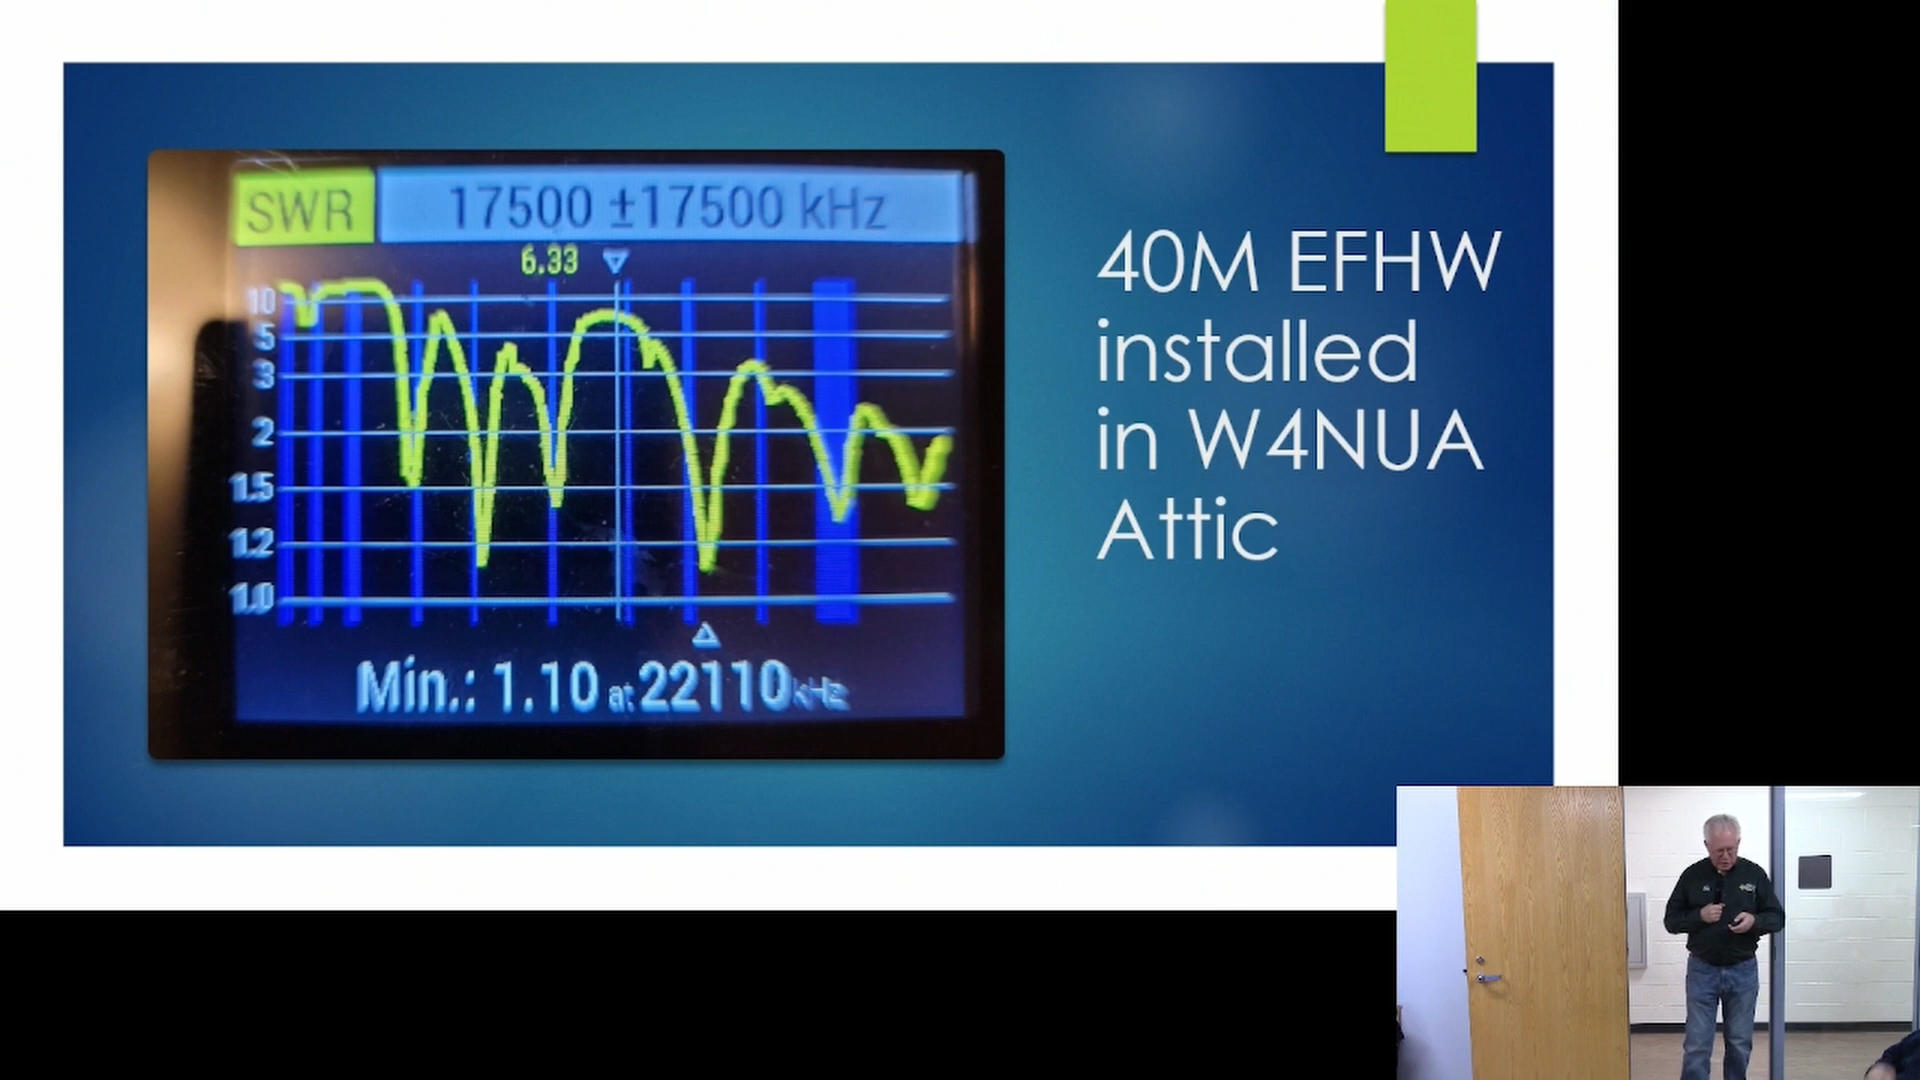 SWR 17500 ±17500 kHz
6.33
10
5
3
2
1.5
1.2
1.0
Min.: 1.10 at 22110 kHz
40M EFHW
installed
in W4NUA
Attic